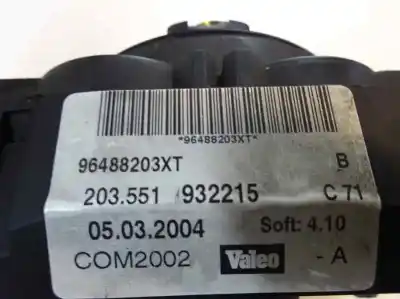 *96488203XT*
96488203XT B
203.551 932215 C 71
05.03.2004 Soft: 4.10
COM2002 Valeo - A